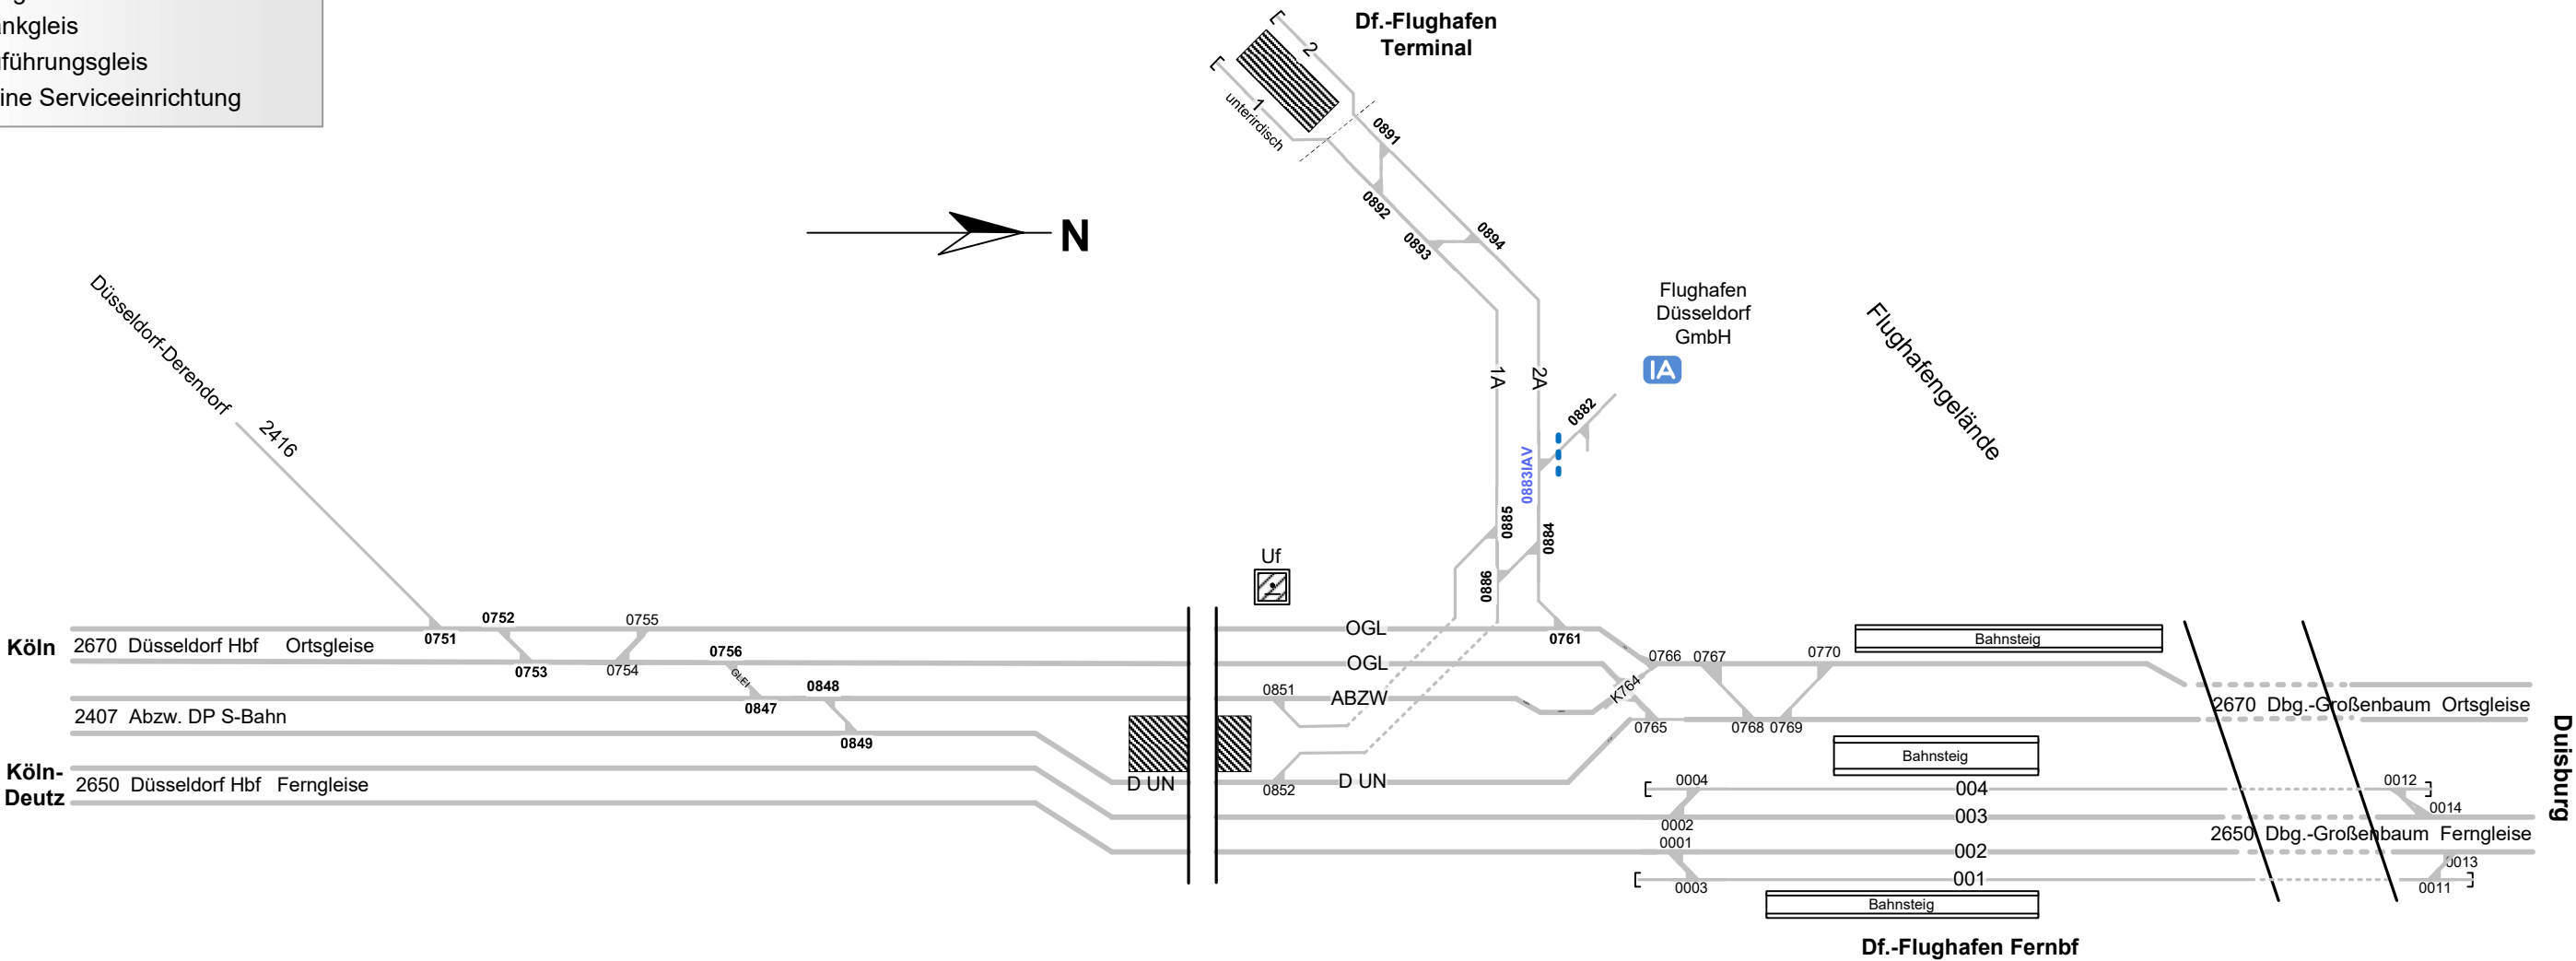 ankgleis
führungsgleis
ine Serviceeinrichtung
Df.-Flughafen
Terminal
2
1
unterirdisch
0891
0892
0893
0894
N
Düsseldorf-Derendorf
2416
Flughafen
Düsseldorf
GmbH
IA
Flughafengelände
1A
2A
0882
0883IAV
0885
0884
0886
Uf
Köln
2670 Düsseldorf Hbf Ortsgleise
0751
0752
0753
0755
0754
0756
GLEI
0847
0848
0849
2407 Abzw. DP S-Bahn
Köln-
Deutz
2650 Düsseldorf Hbf Ferngleise
D UN
OGL
OGL
ABZW
D UN
0851
0852
0761
K764
0766
0767
0770
0765
0768
0769
Bahnsteig
Bahnsteig
2670 Dbg.-Großenbaum Ortsgleise
Duisburg
0004
004
0012
0014
003
0002
0001
2650 Dbg.-Großenbaum Ferngleise
002
0013
0003
001
0011
Bahnsteig
Df.-Flughafen Fernbf